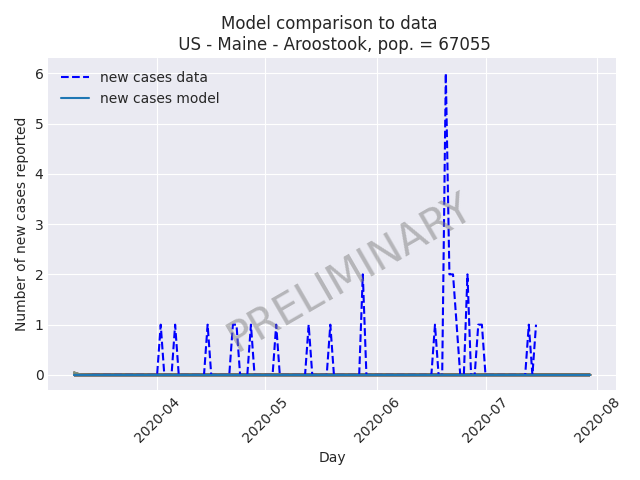 Model comparison to data
US - Maine - Aroostook, pop. = 67055
new cases data
new cases model
Number of new cases reported
6
5
4
3
2
1
0
PRELIMINARY
2020-04
2020-05
2020-06
2020-07
2020-08
Day